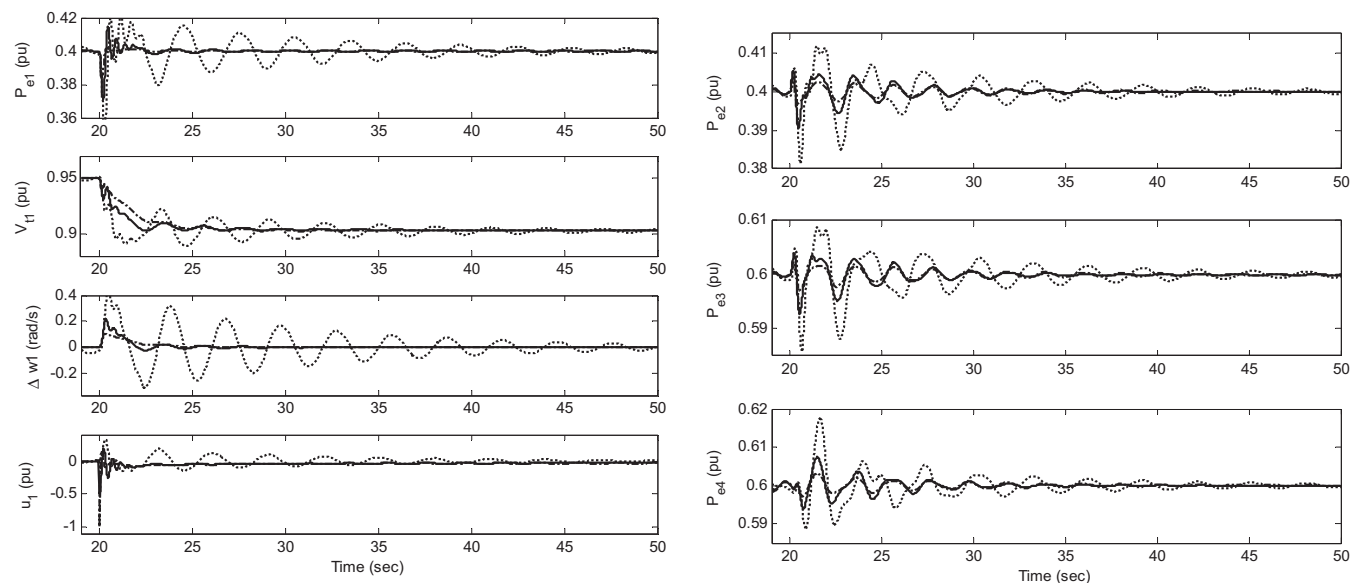 0.42
0.4
0.38
0.36
P_e1 (pu)
20 25 30 35 40 45 50
0.95
0.9
V_t1 (pu)
20 25 30 35 40 45 50
0.4
0.2
0
-0.2
Δ w1 (rad/s)
20 25 30 35 40 45 50
0
-0.5
-1
u_1 (pu)
20 25 30 35 40 45 50
Time (sec)
0.41
0.4
0.39
0.38
P_e2 (pu)
20 25 30 35 40 45 50
0.61
0.6
0.59
P_e3 (pu)
20 25 30 35 40 45 50
0.62
0.61
0.6
0.59
P_e4 (pu)
20 25 30 35 40 45 50
Time (sec)